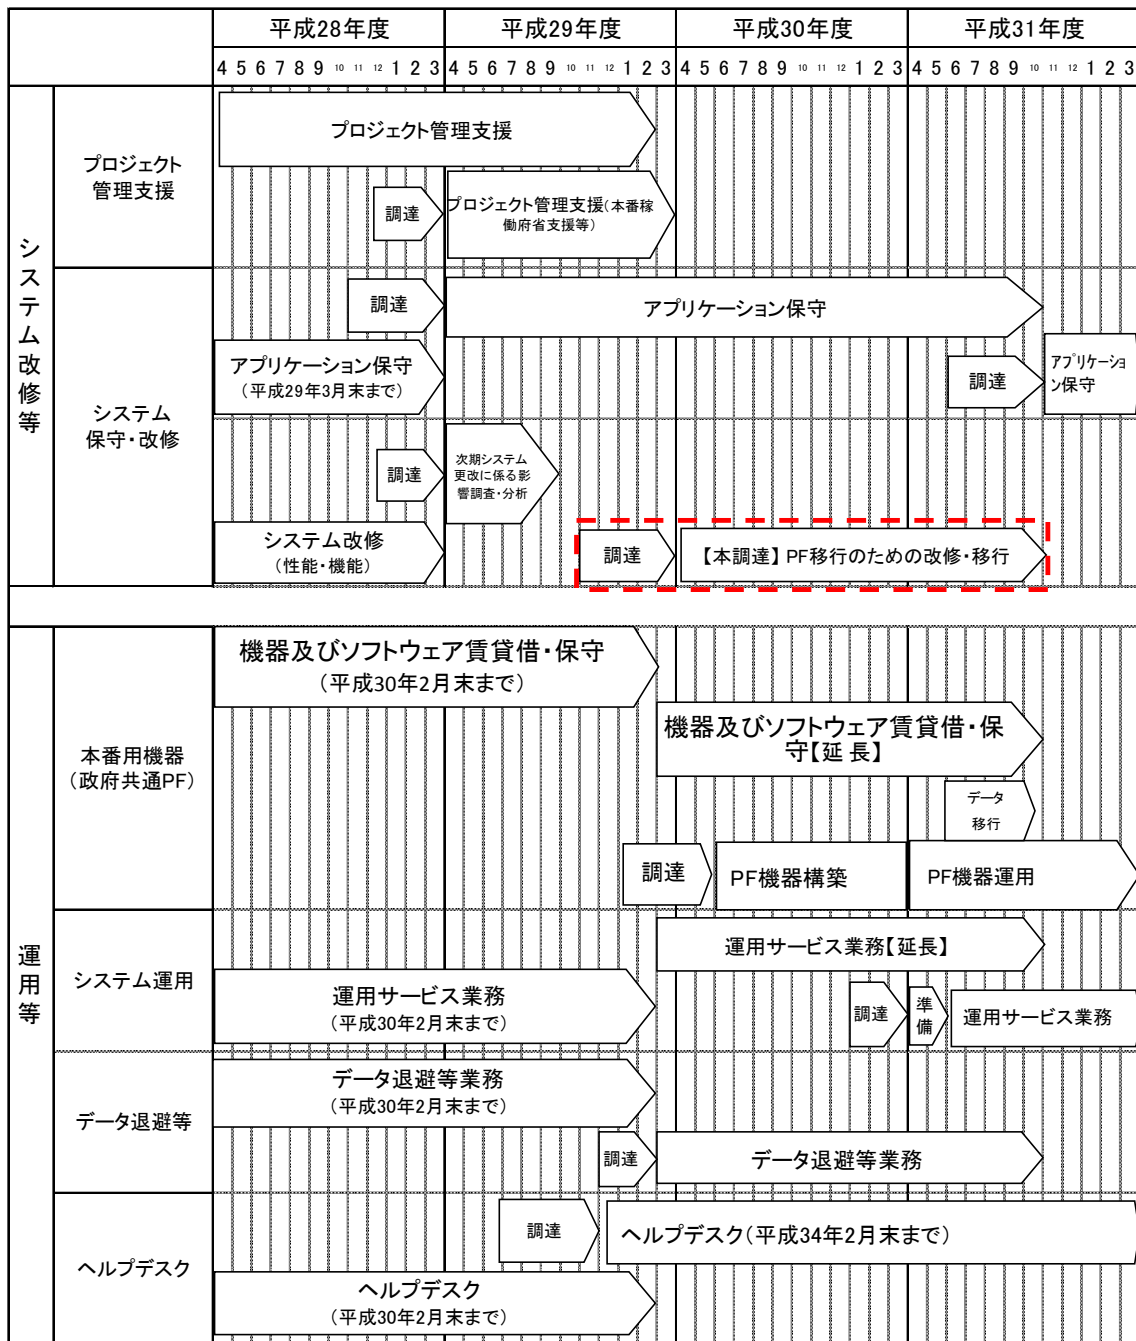 平成28年度 平成29年度 平成30年度 平成31年度
4 5 6 7 8 9 10 11 12 1 2 3 4 5 6 7 8 9 10 11 12 1 2 3 4 5 6 7 8 9 10 11 12 1 2 3 4 5 6 7 8 9 10 11 12 1 2 3
システム改修等
プロジェクト
管理支援
プロジェクト管理支援
調達
プロジェクト管理支援(本番稼
働府省支援等)
システム
保守・改修
調達
アプリケーション保守
アプリケーション保守
(平成29年3月末まで)
調達
アプリケーショ
ン保守
調達
次期システム
更改に係る影
響調査・分析
システム改修
(性能・機能)
調達
【本調達】PF移行のための改修・移行
運用等
本番用機器
(政府共通PF)
機器及びソフトウェア賃貸借・保守
(平成30年2月末まで)
機器及びソフトウェア賃貸借・保
守【延長】
データ
移行
調達
PF機器構築
PF機器運用
システム運用
運用サービス業務【延長】
運用サービス業務
(平成30年2月末まで)
調達
準
備
運用サービス業務
データ退避等
データ退避等業務
(平成30年2月末まで)
調達
データ退避等業務
ヘルプデスク
調達
ヘルプデスク(平成34年2月末まで)
ヘルプデスク
(平成30年2月末まで)